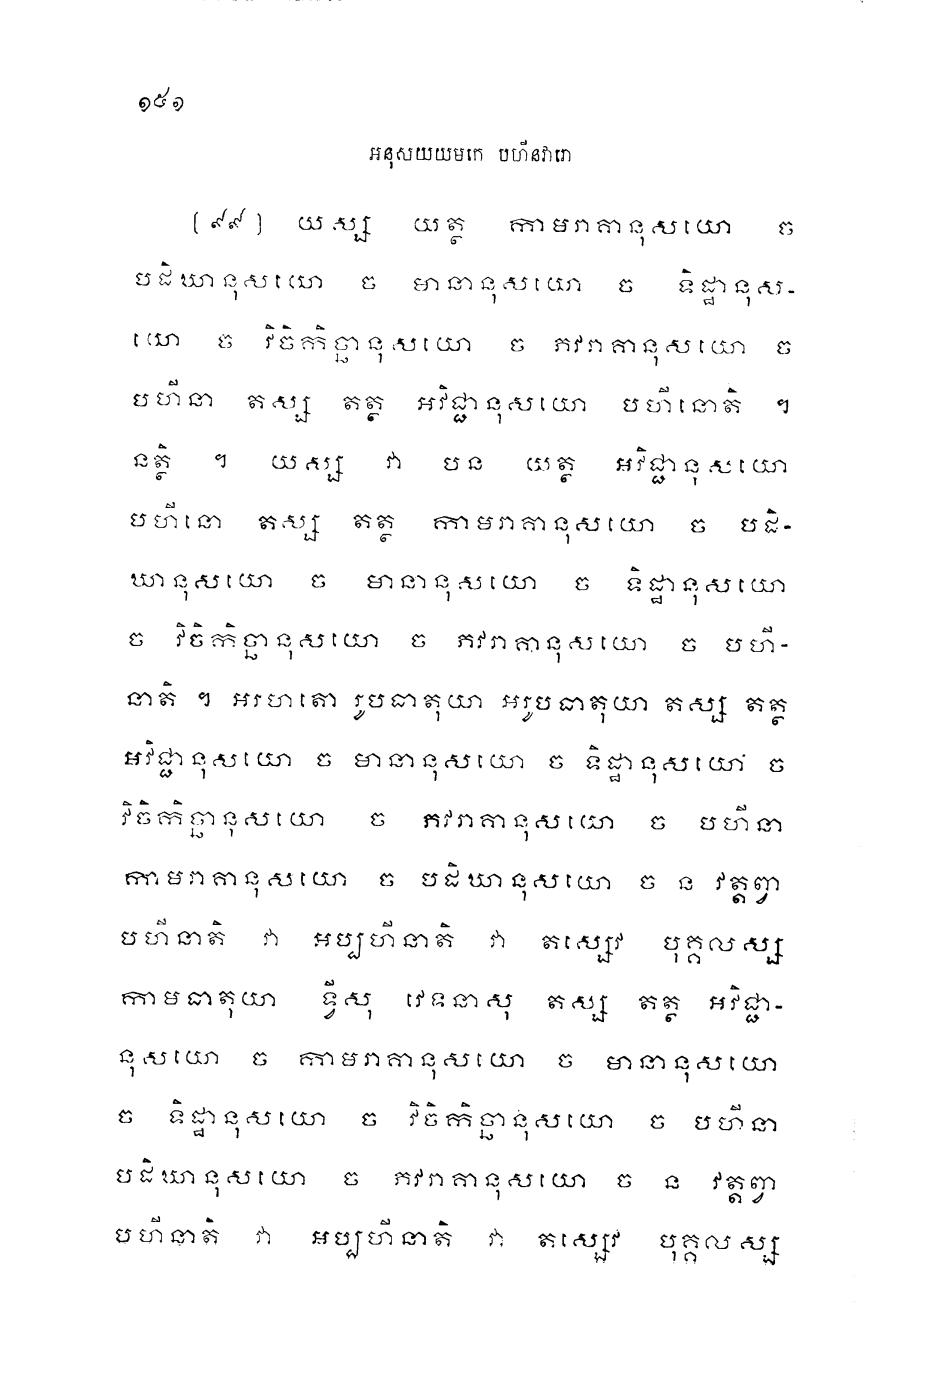 ១៥១
អនុសយយមកេ បហីនវារោ
(៩៩) យស្ស យត្ថ កាមរាគានុសយោ ច
បដិឃានុសយោ ច មានានុសយោ ច ទិដ្ឋានុស-
យោ ច វិចិកិច្ឆានុសយោ ច ភវរាគានុសយោ ច
បហីនា តស្ស តត្ថ អវិជ្ជានុសយោ បហីនោតិ ។
នត្ថិ ។ យស្ស វា បន យត្ថ អវិជ្ជានុសយោ
បហីនោ តស្ស តត្ថ កាមរាគានុសយោ ច បដិ-
ឃានុសយោ ច មានានុសយោ ច ទិដ្ឋានុសយោ
ច វិចិកិច្ឆានុសយោ ច ភវរាគានុសយោ ច បហី-
នាតិ ។ អរហតោ រូបធាតុយា អរូបធាតុយា តស្ស តត្ថ
អវិជ្ជានុសយោ ច មានានុសយោ ច ទិដ្ឋានុសយោ ច
វិចិកិច្ឆានុសយោ ច ភវរាគានុសយោ ច បហីនា
កាមរាគានុសយោ ច បដិឃានុសយោ ច ន វត្តព្វា
បហីនាតិ វា អប្បហីនាតិ វា តស្សេវ បុគ្គលស្ស
កាមធាតុយា ទ្វីសុ វេទនាសុ តស្ស តត្ថ អវិជ្ជា-
នុសយោ ច កាមរាគានុសយោ ច មានានុសយោ
ច ទិដ្ឋានុសយោ ច វិចិកិច្ឆានុសយោ ច បហីនា
បដិឃានុសយោ ច ភវរាគានុសយោ ច ន វត្តព្វា
បហីនាតិ វា អប្បហីនាតិ វា តស្សេវ បុគ្គលស្ស